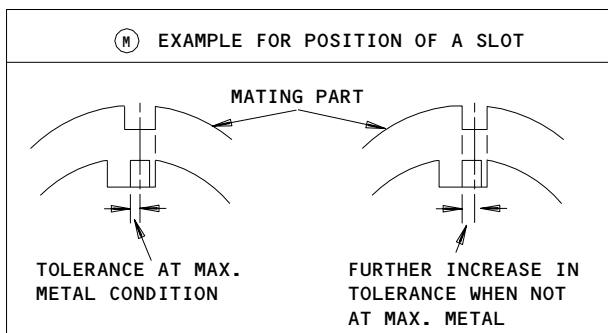 Ⓜ EXAMPLE FOR POSITION OF A SLOT
MATING PART
TOLERANCE AT MAX.
METAL CONDITION
FURTHER INCREASE IN
TOLERANCE WHEN NOT
AT MAX. METAL